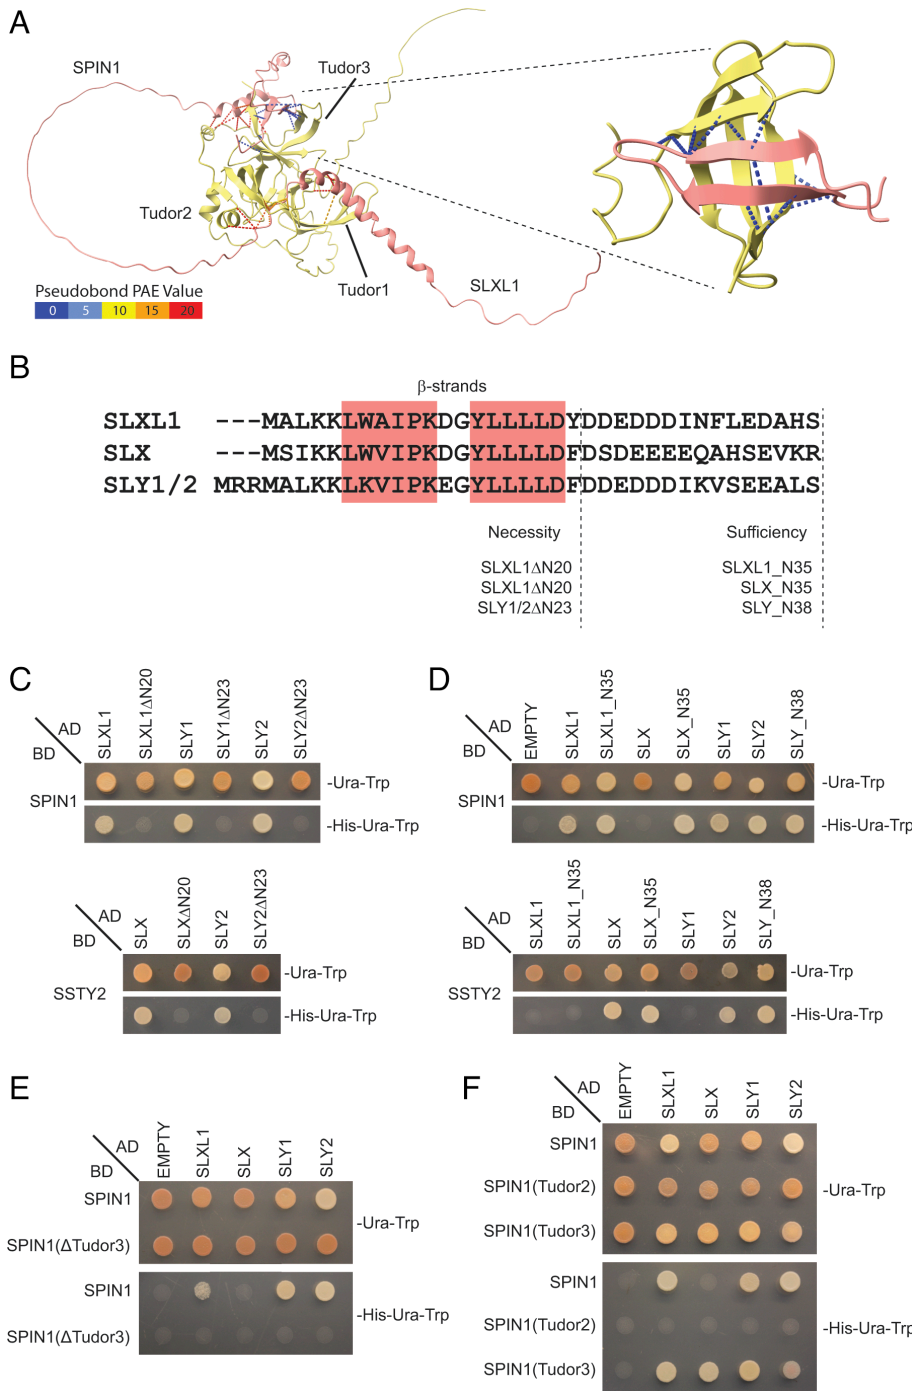 A
SPIN1
Tudor3
Tudor2
Tudor1
SLXL1
Pseudobond PAE Value
0 5 10 15 20
B
β-strands
SLXL1 ---MALKKLWAIPKDGYLLLLDYDDEDDDINFLEDAHS
SLX ---MSIKKLWVIPKDGYLLLLDFDSDEEEEQAHSEVKR
SLY1/2 MRRMALKKLKVIPKEGYLLLLDFDDEDDDIKVSEEALS
Necessity Sufficiency
SLXL1ΔN20 SLXL1_N35
SLXL1ΔN20 SLX_N35
SLY1/2ΔN23 SLY_N38
C
AD
BD
SLXL1 SLXL1ΔN20 SLY1 SLY1ΔN23 SLY2 SLY2ΔN23
SPIN1
-Ura-Trp
-His-Ura-Trp
AD
BD
SLX SLXΔN20 SLY2 SLY2ΔN23
SSTY2
-Ura-Trp
-His-Ura-Trp
D
AD
BD
EMPTY SLXL1 SLXL1_N35 SLX SLX_N35 SLY1 SLY2 SLY_N38
SPIN1
-Ura-Trp
-His-Ura-Trp
AD
BD
SLXL1 SLXL1_N35 SLX SLX_N35 SLY1 SLY2 SLY_N38
SSTY2
-Ura-Trp
-His-Ura-Trp
E
AD
BD
EMPTY SLXL1 SLX SLY1 SLY2
SPIN1
-Ura-Trp
SPIN1(ΔTudor3)
SPIN1
-His-Ura-Trp
SPIN1(ΔTudor3)
F
AD
BD
EMPTY SLXL1 SLX SLY1 SLY2
SPIN1
SPIN1(Tudor2) -Ura-Trp
SPIN1(Tudor3)
SPIN1
SPIN1(Tudor2) -His-Ura-Trp
SPIN1(Tudor3)